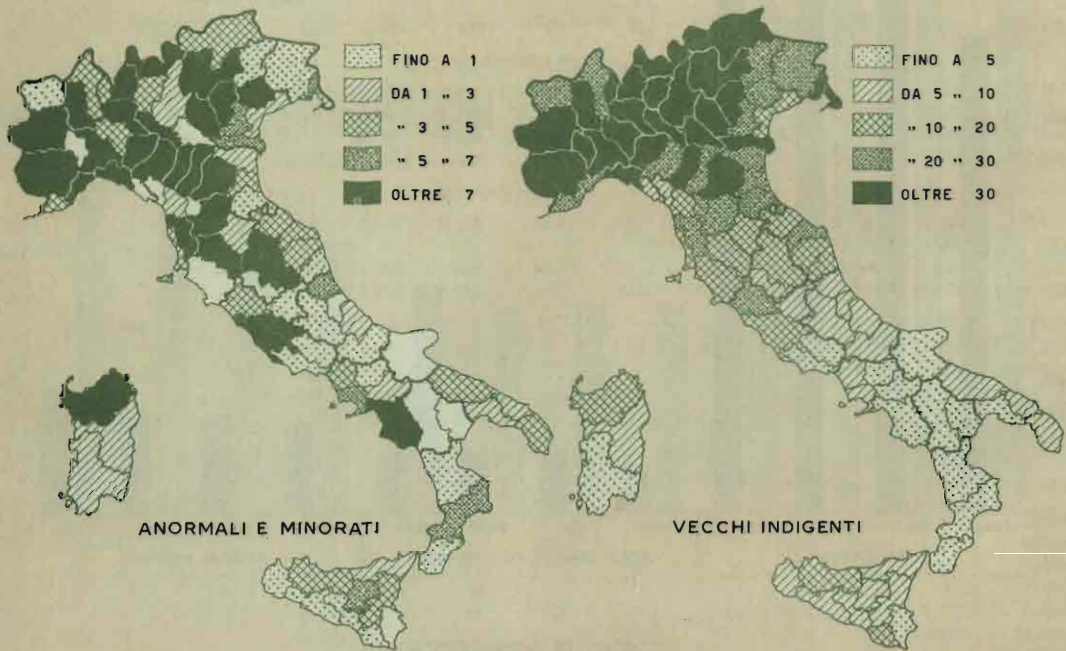 FINO A 1
DA 1 „ 3
„ 3 „ 5
„ 5 „ 7
OLTRE 7
ANORMALI E MINORATI
FINO A 5
DA 5 „ 10
„ 10 „ 20
„ 20 „ 30
OLTRE 30
VECCHI INDIGENTI